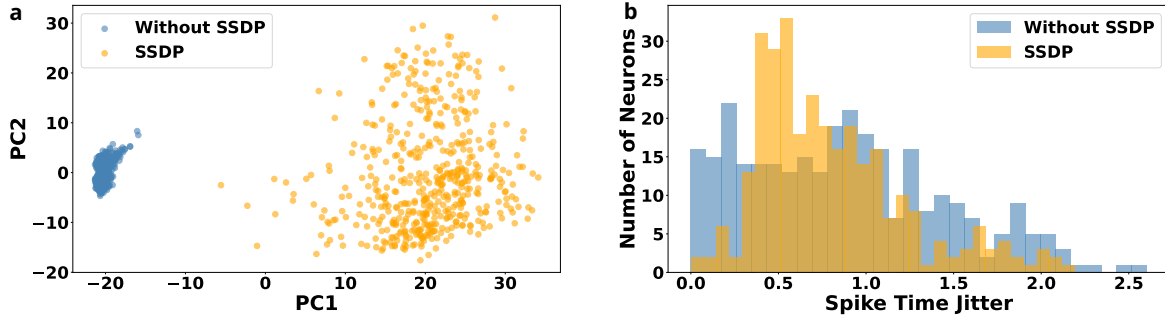 a
Without SSDP
SSDP
PC2
30
20
10
0
−10
−20
−20
−10
0
10
20
30
PC1
b
Without SSDP
SSDP
Number of Neurons
30
25
20
15
10
5
0
0.0
0.5
1.0
1.5
2.0
2.5
Spike Time Jitter